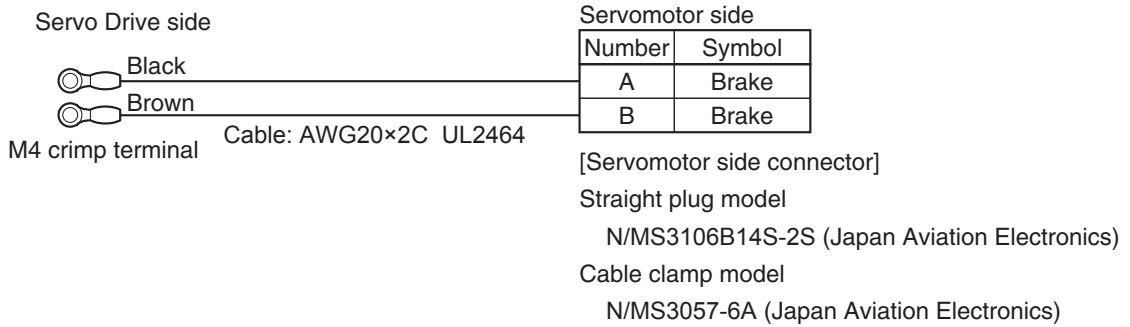 Servo Drive side
Servomotor side
Number Symbol
Black
A Brake
Brown
B Brake
Cable: AWG20×2C UL2464
M4 crimp terminal
[Servomotor side connector]
Straight plug model
N/MS3106B14S-2S (Japan Aviation Electronics)
Cable clamp model
N/MS3057-6A (Japan Aviation Electronics)